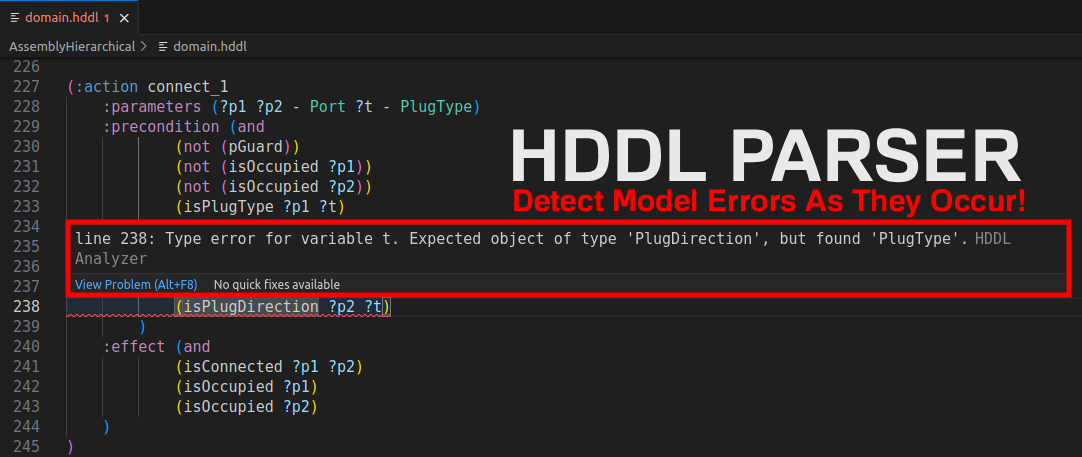 domain.hddl 1 ×
AssemblyHierarchical > domain.hddl
226
227 (:action connect_1
228 :parameters (?p1 ?p2 - Port ?t - PlugType)
229 :precondition (and
230 (not (pGuard))
231 (not (isOccupied ?p1))
232 (not (isOccupied ?p2))
233 (isPlugType ?p1 ?t)
HDDL PARSER
Detect Model Errors As They Occur!
234
235 line 238: Type error for variable t. Expected object of type 'PlugDirection', but found 'PlugType'. HDDL
236 Analyzer
237 View Problem (Alt+F8) No quick fixes available
238 (isPlugDirection ?p2 ?t)
239 )
240 :effect (and
241 (isConnected ?p1 ?p2)
242 (isOccupied ?p1)
243 (isOccupied ?p2)
244 )
245 )